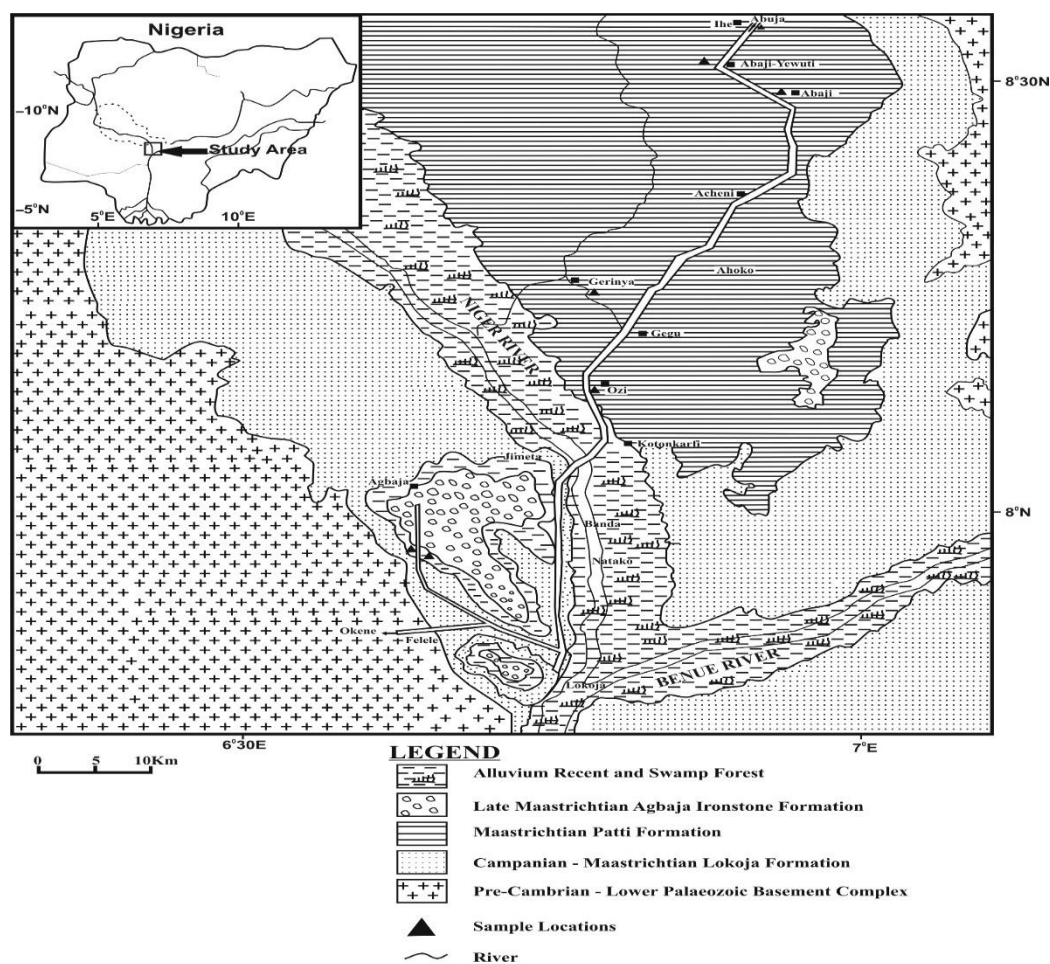 Nigeria
10°N
Study Area
5°N
5°E
10°E
Ihe
Abuja
Abaji-Yewuti
Abaji
8°30N
Acheni
Ahoko
Gerinya
NIGER RIVER
Gegu
Ozi
Kotonkarfi
Jimeta
Agbaja
8°N
Banda
Natako
Okene
Felele
BENUE RIVER
Lokoja
6°30E
7°E
0 5 10Km
LEGEND
Alluvium Recent and Swamp Forest
Late Maastrichtian Agbaja Ironstone Formation
Maastrichtian Patti Formation
Campanian - Maastrichtian Lokoja Formation
Pre-Cambrian - Lower Palaeozoic Basement Complex
Sample Locations
River